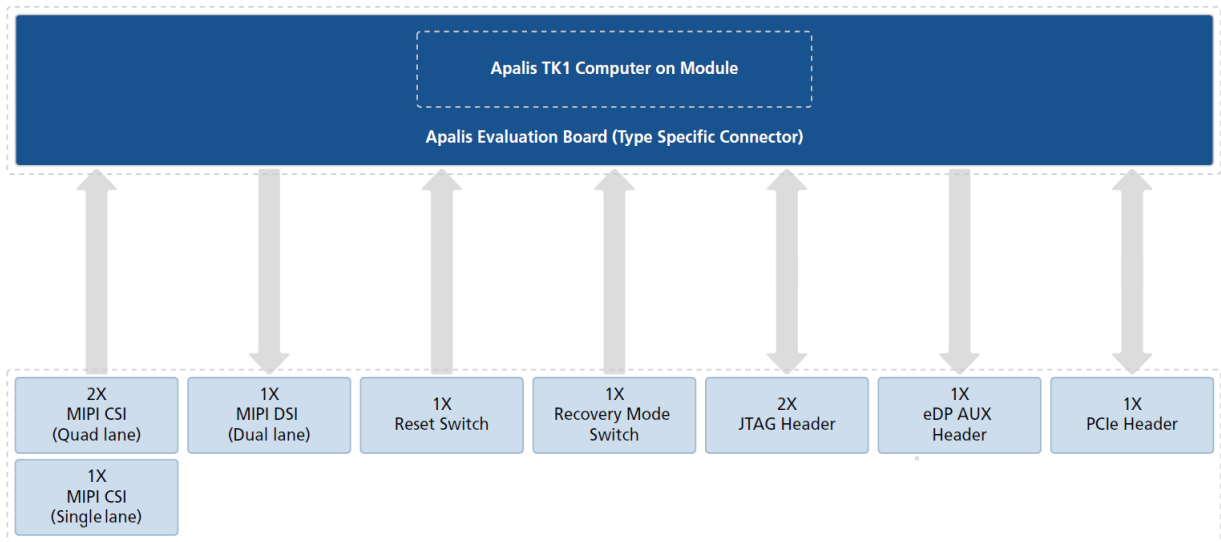 Apalis TK1 Computer on Module
Apalis Evaluation Board (Type Specific Connector)
2X
MIPI CSI
(Quad lane)
1X
MIPI DSI
(Dual lane)
1X
Reset Switch
1X
Recovery Mode
Switch
2X
JTAG Header
1X
eDP AUX
Header
1X
PCIe Header
1X
MIPI CSI
(Single lane)